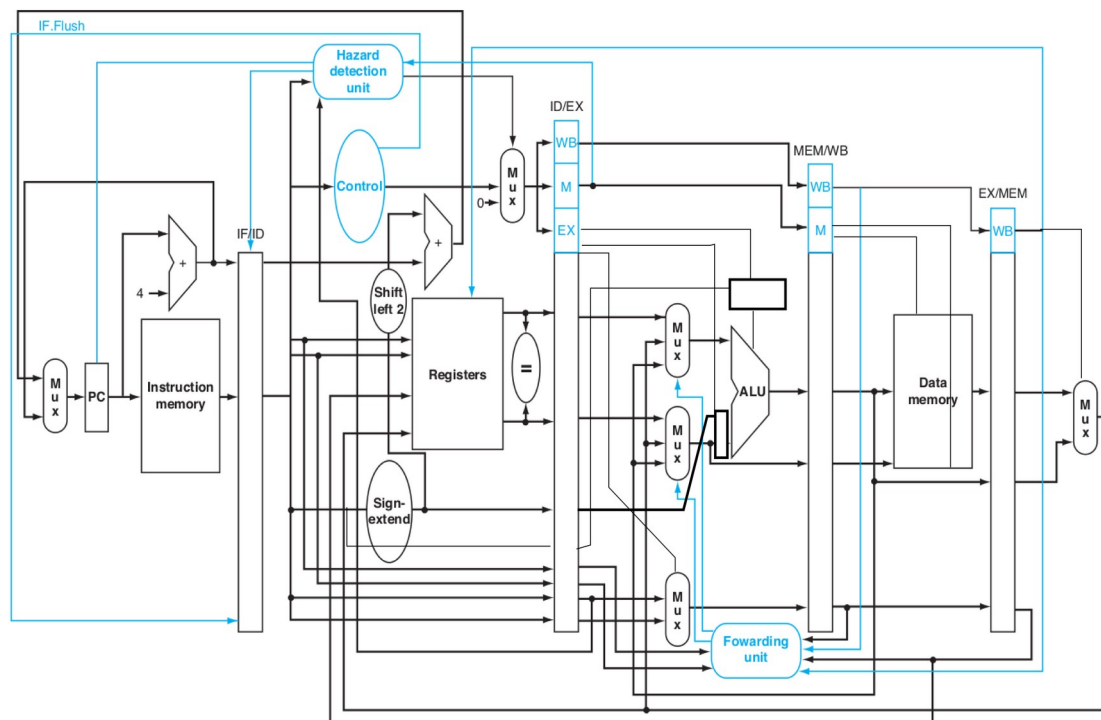 IF.Flush
Hazard
detection
unit
ID/EX
WB
MEM/WB
Control
M
u
x
M
WB
EX/MEM
0
EX
M
WB
IF/ID
+
+
4
Shift
left 2
M
u
x
M
u
x
PC
Instruction
memory
Registers
=
ALU
Data
memory
M
u
x
M
u
x
Sign-
extend
M
u
x
Fowarding
unit